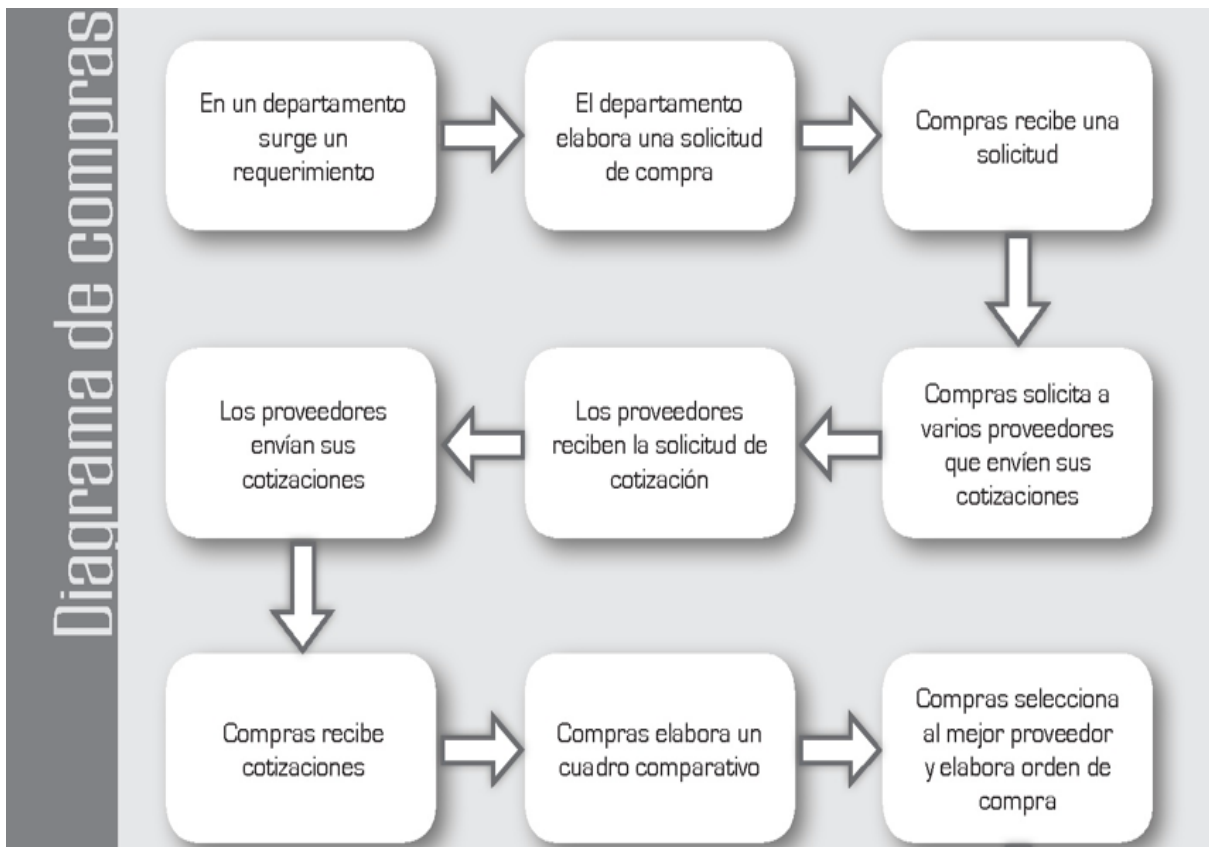 Diagrama de compras
En un departamento
surge un
requerimiento
El departamento
elabora una solicitud
de compra
Compras recibe una
solicitud
Compras solicita a
varios proveedores
que envíen sus
cotizaciones
Los proveedores
reciben la solicitud de
cotización
Los proveedores
envían sus
cotizaciones
Compras recibe
cotizaciones
Compras elabora un
cuadro comparativo
Compras selecciona
al mejor proveedor
y elabora orden de
compra